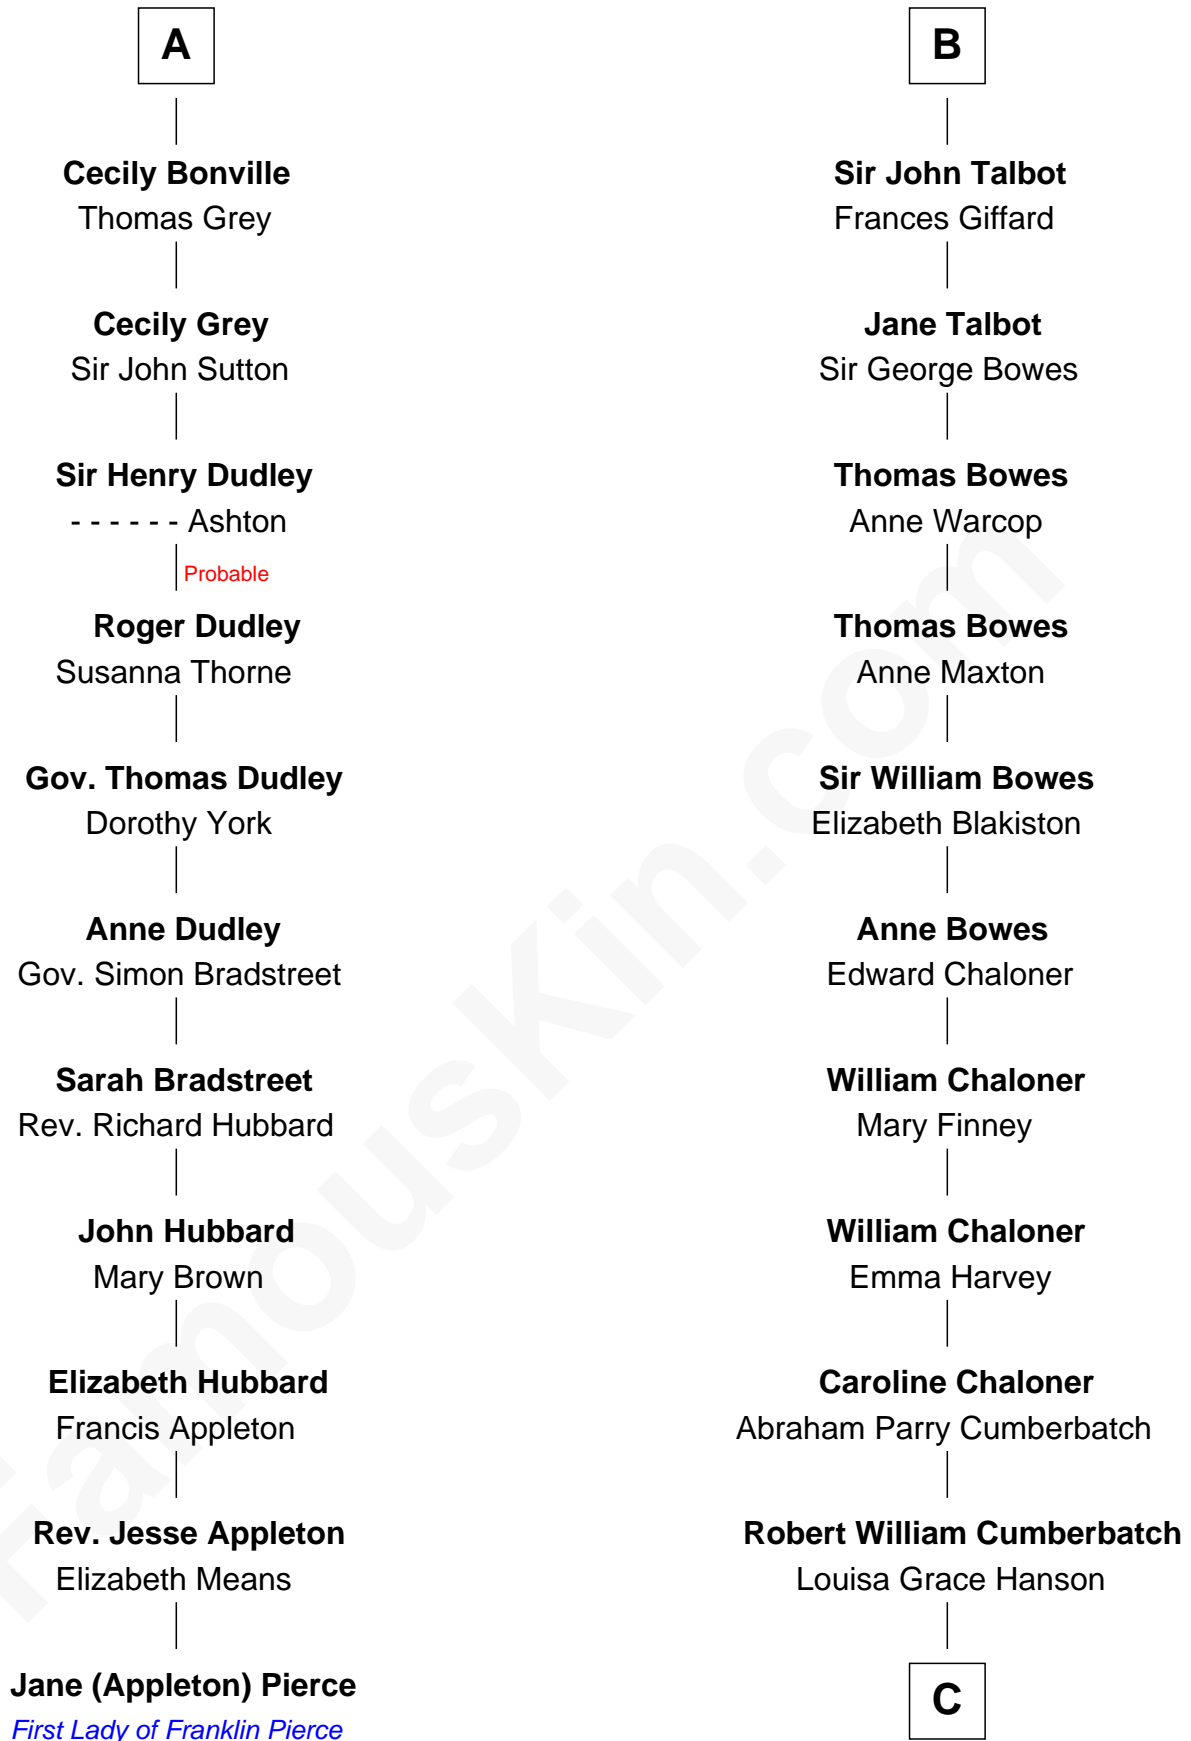 A
Cecily Bonville
Thomas Grey
Cecily Grey
Sir John Sutton
Sir Henry Dudley
- - - - - - Ashton
Probable
Roger Dudley
Susanna Thorne
Gov. Thomas Dudley
Dorothy York
Anne Dudley
Gov. Simon Bradstreet
Sarah Bradstreet
Rev. Richard Hubbard
John Hubbard
Mary Brown
Elizabeth Hubbard
Francis Appleton
Rev. Jesse Appleton
Elizabeth Means
Jane (Appleton) Pierce
First Lady of Franklin Pierce
B
Sir John Talbot
Frances Giffard
Jane Talbot
Sir George Bowes
Thomas Bowes
Anne Warcop
Thomas Bowes
Anne Maxton
Sir William Bowes
Elizabeth Blakiston
Anne Bowes
Edward Chaloner
William Chaloner
Mary Finney
William Chaloner
Emma Harvey
Caroline Chaloner
Abraham Parry Cumberbatch
Robert William Cumberbatch
Louisa Grace Hanson
C
FamousKin.com